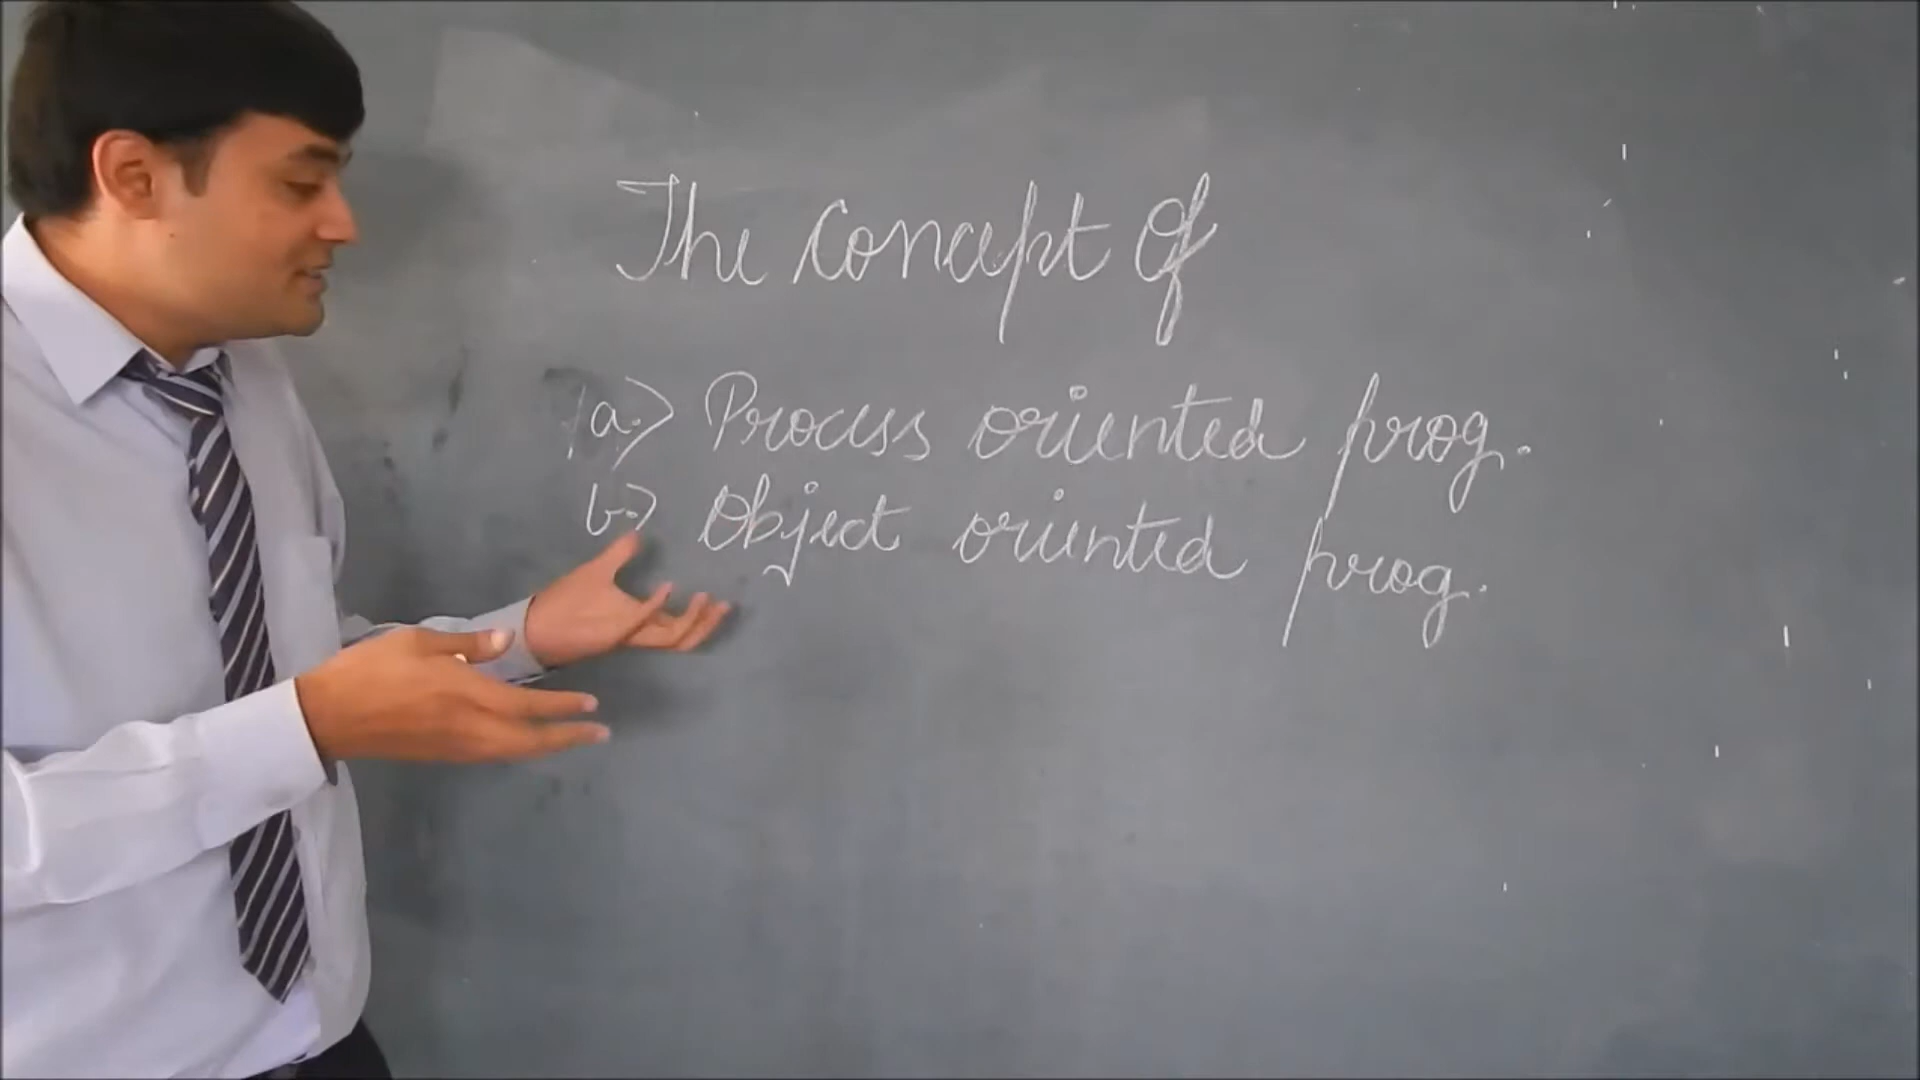 The concept of
a.) Process oriented prog.
b.) Object oriented prog.